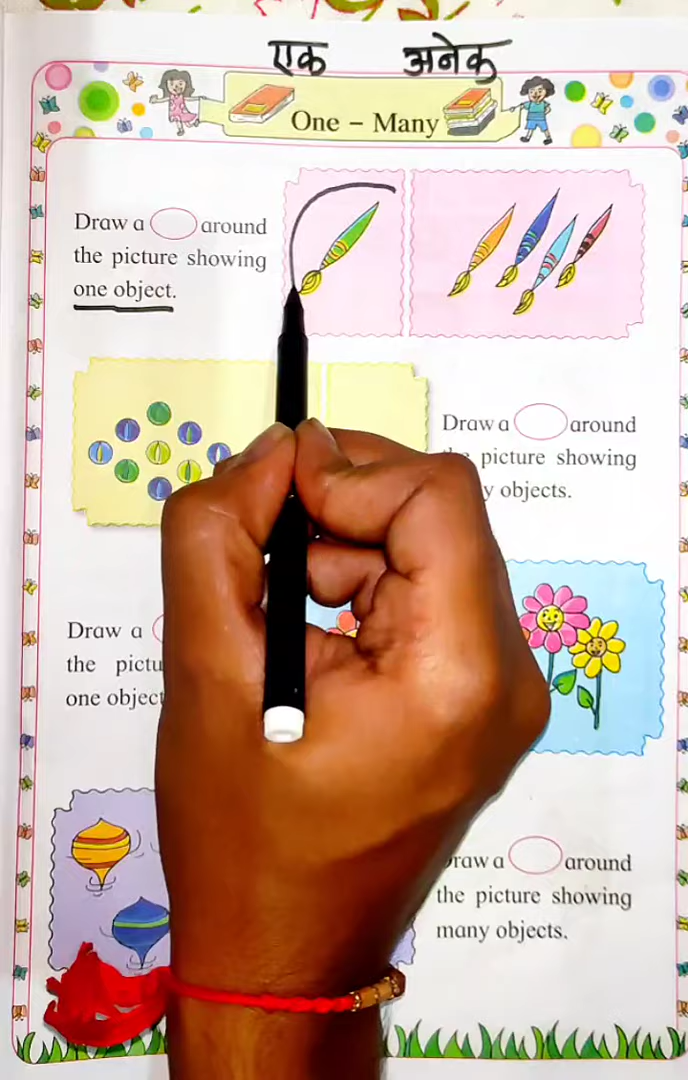 एक अनेक
One – Many
Draw a around
the picture showing
one object.
Draw a around
picture showing
objects.
Draw a
the
one
Draw a around
the picture showing
many objects.